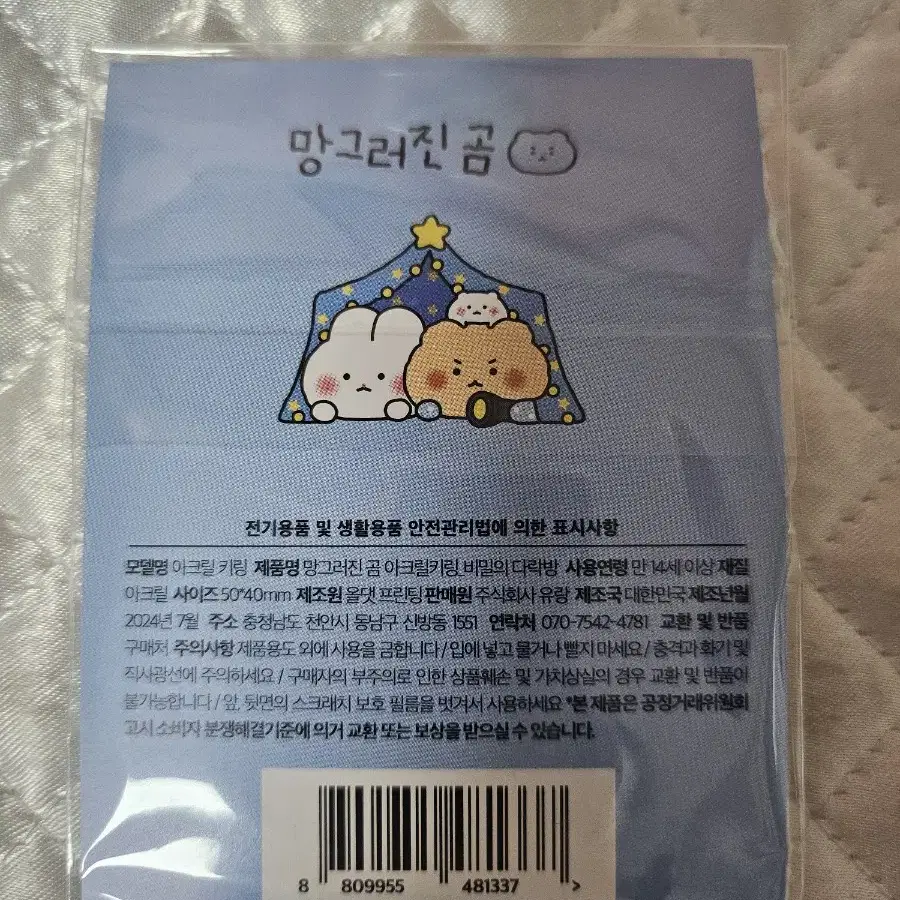 망그러진 곰
전기용품 및 생활용품 안전관리법에 의한 표시사항
모델명 아크릴 키링 제품명 망그러진 곰 아크릴키링_비밀의 다락방 사용연령 만 14세 이상 재질
아크릴 사이즈 50*40mm 제조원 올댓 프린팅 판매원 주식회사 유랑 제조국 대한민국 제조년월
2024년 7월 주소 충청남도 천안시 동남구 신방동 1551 연락처 070-7542-4781 교환 및 반품
구매처 주의사항 제품용도 외에 사용을 금합니다 / 입에 넣고 물거나 빨지 마세요 / 충격과 화기 및
직사광선에 주의하세요 / 구매자의 부주의로 인한 상품훼손 및 가치상실의 경우 교환 및 반품이
불가능합니다 / 앞, 뒷면의 스크래치 보호 필름을 벗겨서 사용하세요 *본 제품은 공정거래위원회
고시 소비자 분쟁해결기준에 의거 교환 또는 보상을 받으실 수 있습니다.
8 809955 481337 >